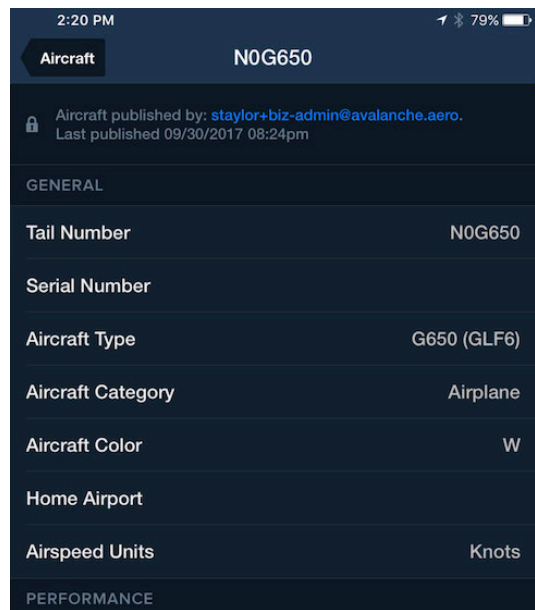 2:20 PM 79%
Aircraft N0G650
Aircraft published by: staylor+biz-admin@avalanche.aero.
Last published 09/30/2017 08:24pm
GENERAL
Tail Number N0G650
Serial Number
Aircraft Type G650 (GLF6)
Aircraft Category Airplane
Aircraft Color W
Home Airport
Airspeed Units Knots
PERFORMANCE